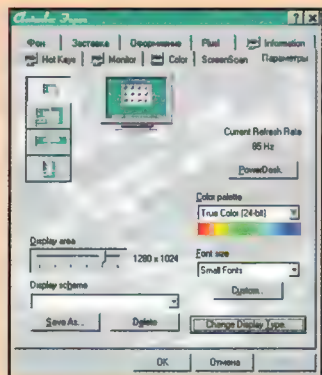 Экран
Фон Заставка Оформление Plus! Information
Hot Keys Monitor Color ScreenScan Параметры
Current Refresh Rate
85 Hz
PowerDesk.
Color palette
True Color (24-bit)
Display area
1280 x 1024
Font size
Small Fonts
Display scheme
Custom...
Save As... Delete
Change Display Type...
OK Отмена